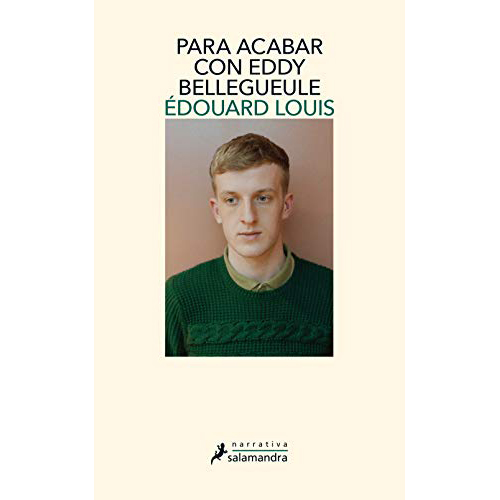 PARA ACABAR
CON EDDY
BELLEGUEULE
ÉDOUARD LOUIS
narrativa
salamandra